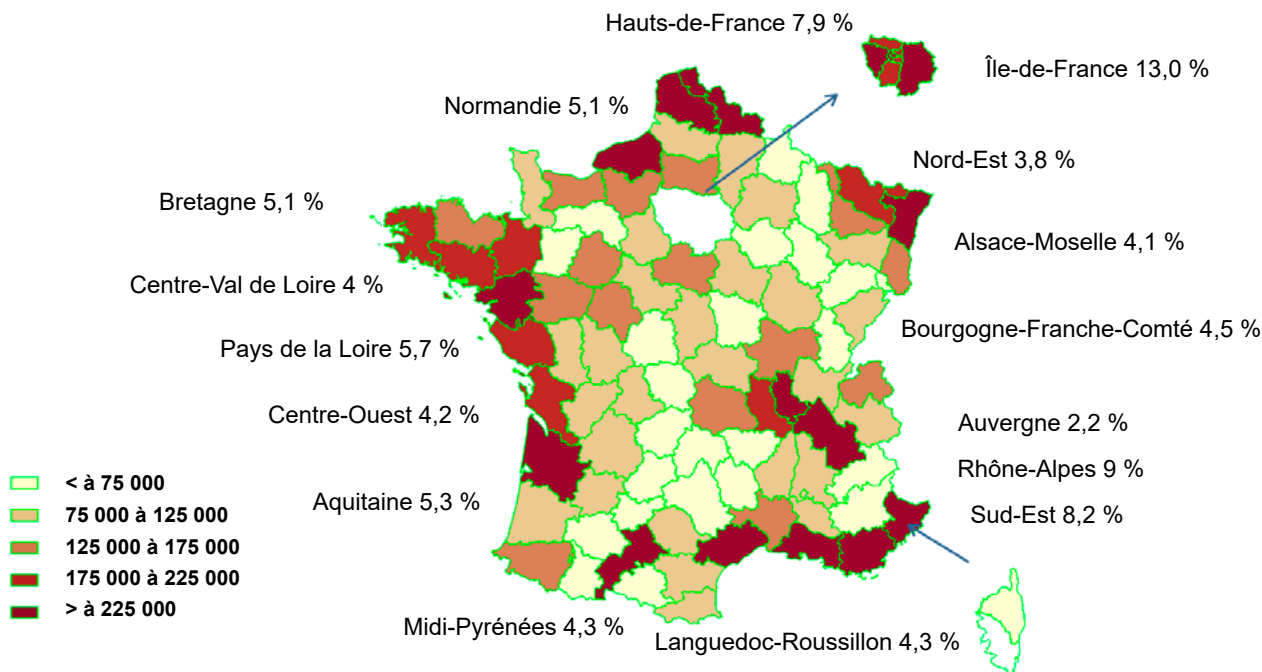 Hauts-de-France 7,9 %
Île-de-France 13,0 %
Normandie 5,1 %
Nord-Est 3,8 %
Bretagne 5,1 %
Alsace-Moselle 4,1 %
Centre-Val de Loire 4 %
Bourgogne-Franche-Comté 4,5 %
Pays de la Loire 5,7 %
Centre-Ouest 4,2 %
Auvergne 2,2 %
Rhône-Alpes 9 %
Aquitaine 5,3 %
Sud-Est 8,2 %
< à 75 000
75 000 à 125 000
125 000 à 175 000
175 000 à 225 000
> à 225 000
Midi-Pyrénées 4,3 %
Languedoc-Roussillon 4,3 %